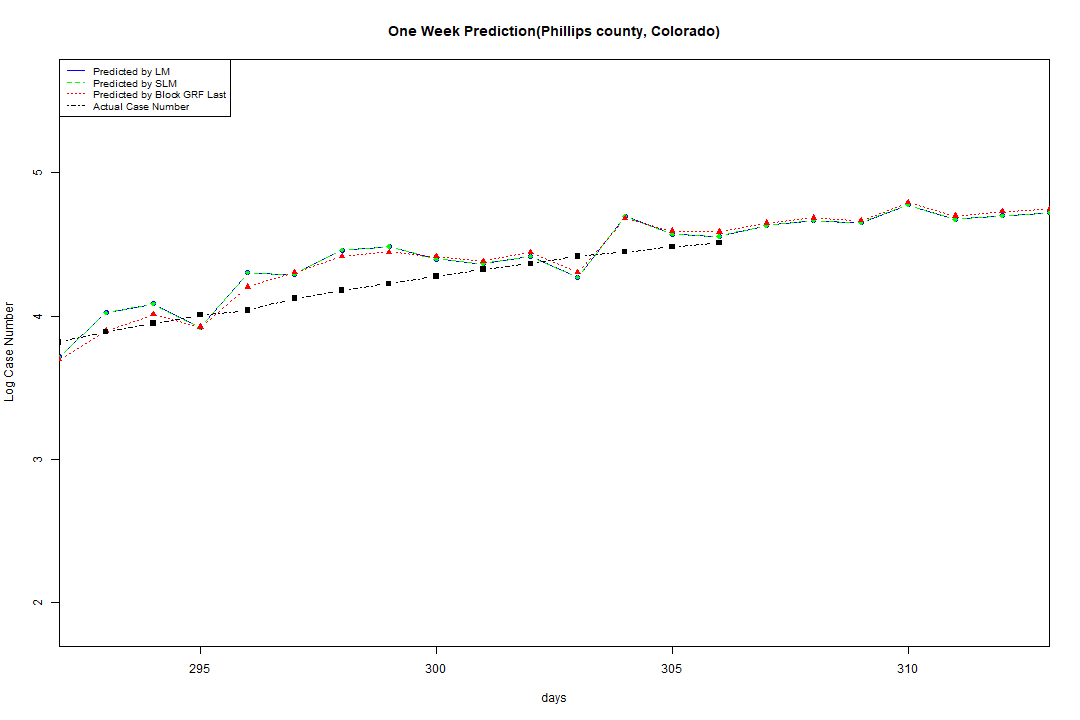 One Week Prediction(Phillips county, Colorado)
Predicted by LM
Predicted by SLM
Predicted by Block GRF Last
Actual Case Number
5
4
3
2
Log Case Number
295
300
305
310
days